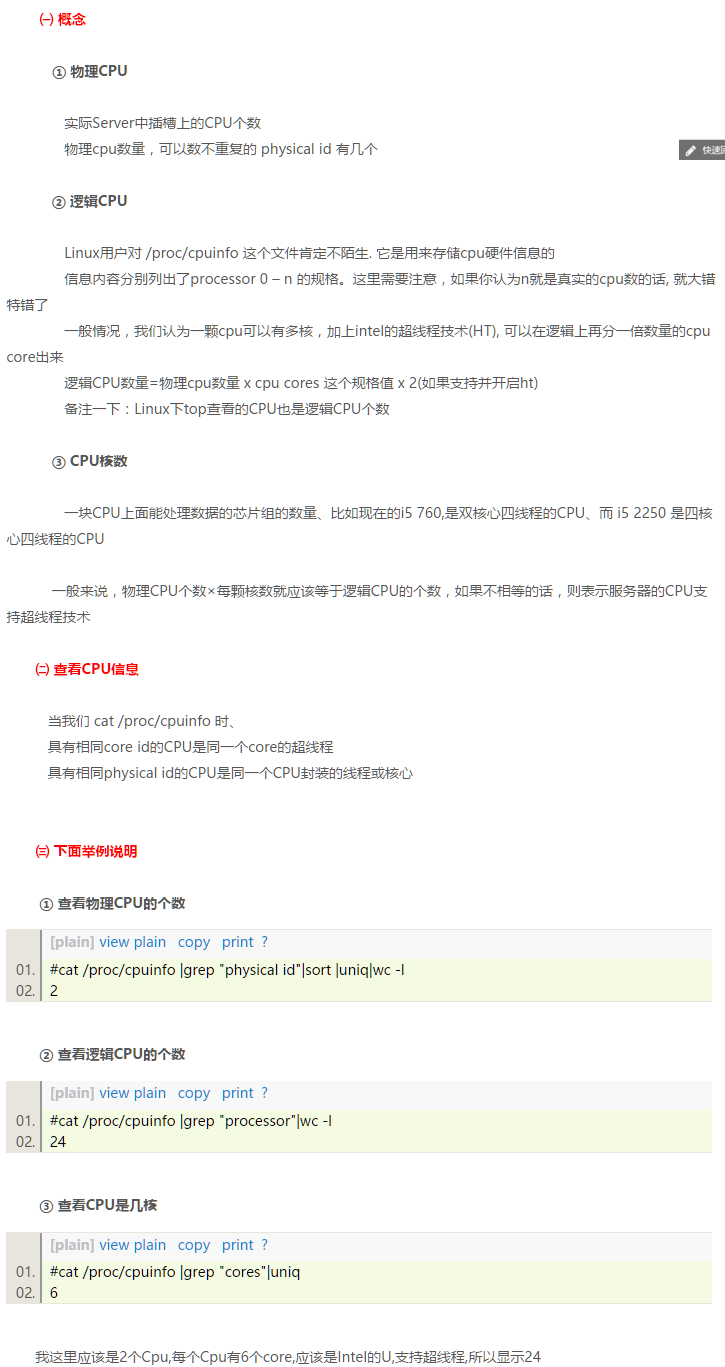 ㈠ 概念
① 物理CPU
实际Server中插槽上的CPU个数
物理cpu数量，可以数不重复的 physical id 有几个
快速
② 逻辑CPU
Linux用户对 /proc/cpuinfo 这个文件肯定不陌生. 它是用来存储cpu硬件信息的
信息内容分别列出了processor 0 – n 的规格。这里需要注意，如果你认为n就是真实的cpu数的话, 就大错
特错了
一般情况，我们认为一颗cpu可以有多核，加上intel的超线程技术(HT), 可以在逻辑上再分一倍数量的cpu
core出来
逻辑CPU数量=物理cpu数量 x cpu cores 这个规格值 x 2(如果支持并开启ht)
备注一下：Linux下top查看的CPU也是逻辑CPU个数
③ CPU核数
一块CPU上面能处理数据的芯片组的数量、比如现在的i5 760,是双核心四线程的CPU、而 i5 2250 是四核
心四线程的CPU
一般来说，物理CPU个数×每颗核数就应该等于逻辑CPU的个数，如果不相等的话，则表示服务器的CPU支
持超线程技术
㈡ 查看CPU信息
当我们 cat /proc/cpuinfo 时、
具有相同core id的CPU是同一个core的超线程
具有相同physical id的CPU是同一个CPU封装的线程或核心
㈢ 下面举例说明
① 查看物理CPU的个数
[plain] view plain copy print ?
01. #cat /proc/cpuinfo |grep "physical id"|sort |uniq|wc -l
02. 2
② 查看逻辑CPU的个数
[plain] view plain copy print ?
01. #cat /proc/cpuinfo |grep "processor"|wc -l
02. 24
③ 查看CPU是几核
[plain] view plain copy print ?
01. #cat /proc/cpuinfo |grep "cores"|uniq
02. 6
我这里应该是2个Cpu,每个Cpu有6个core,应该是Intel的U,支持超线程,所以显示24